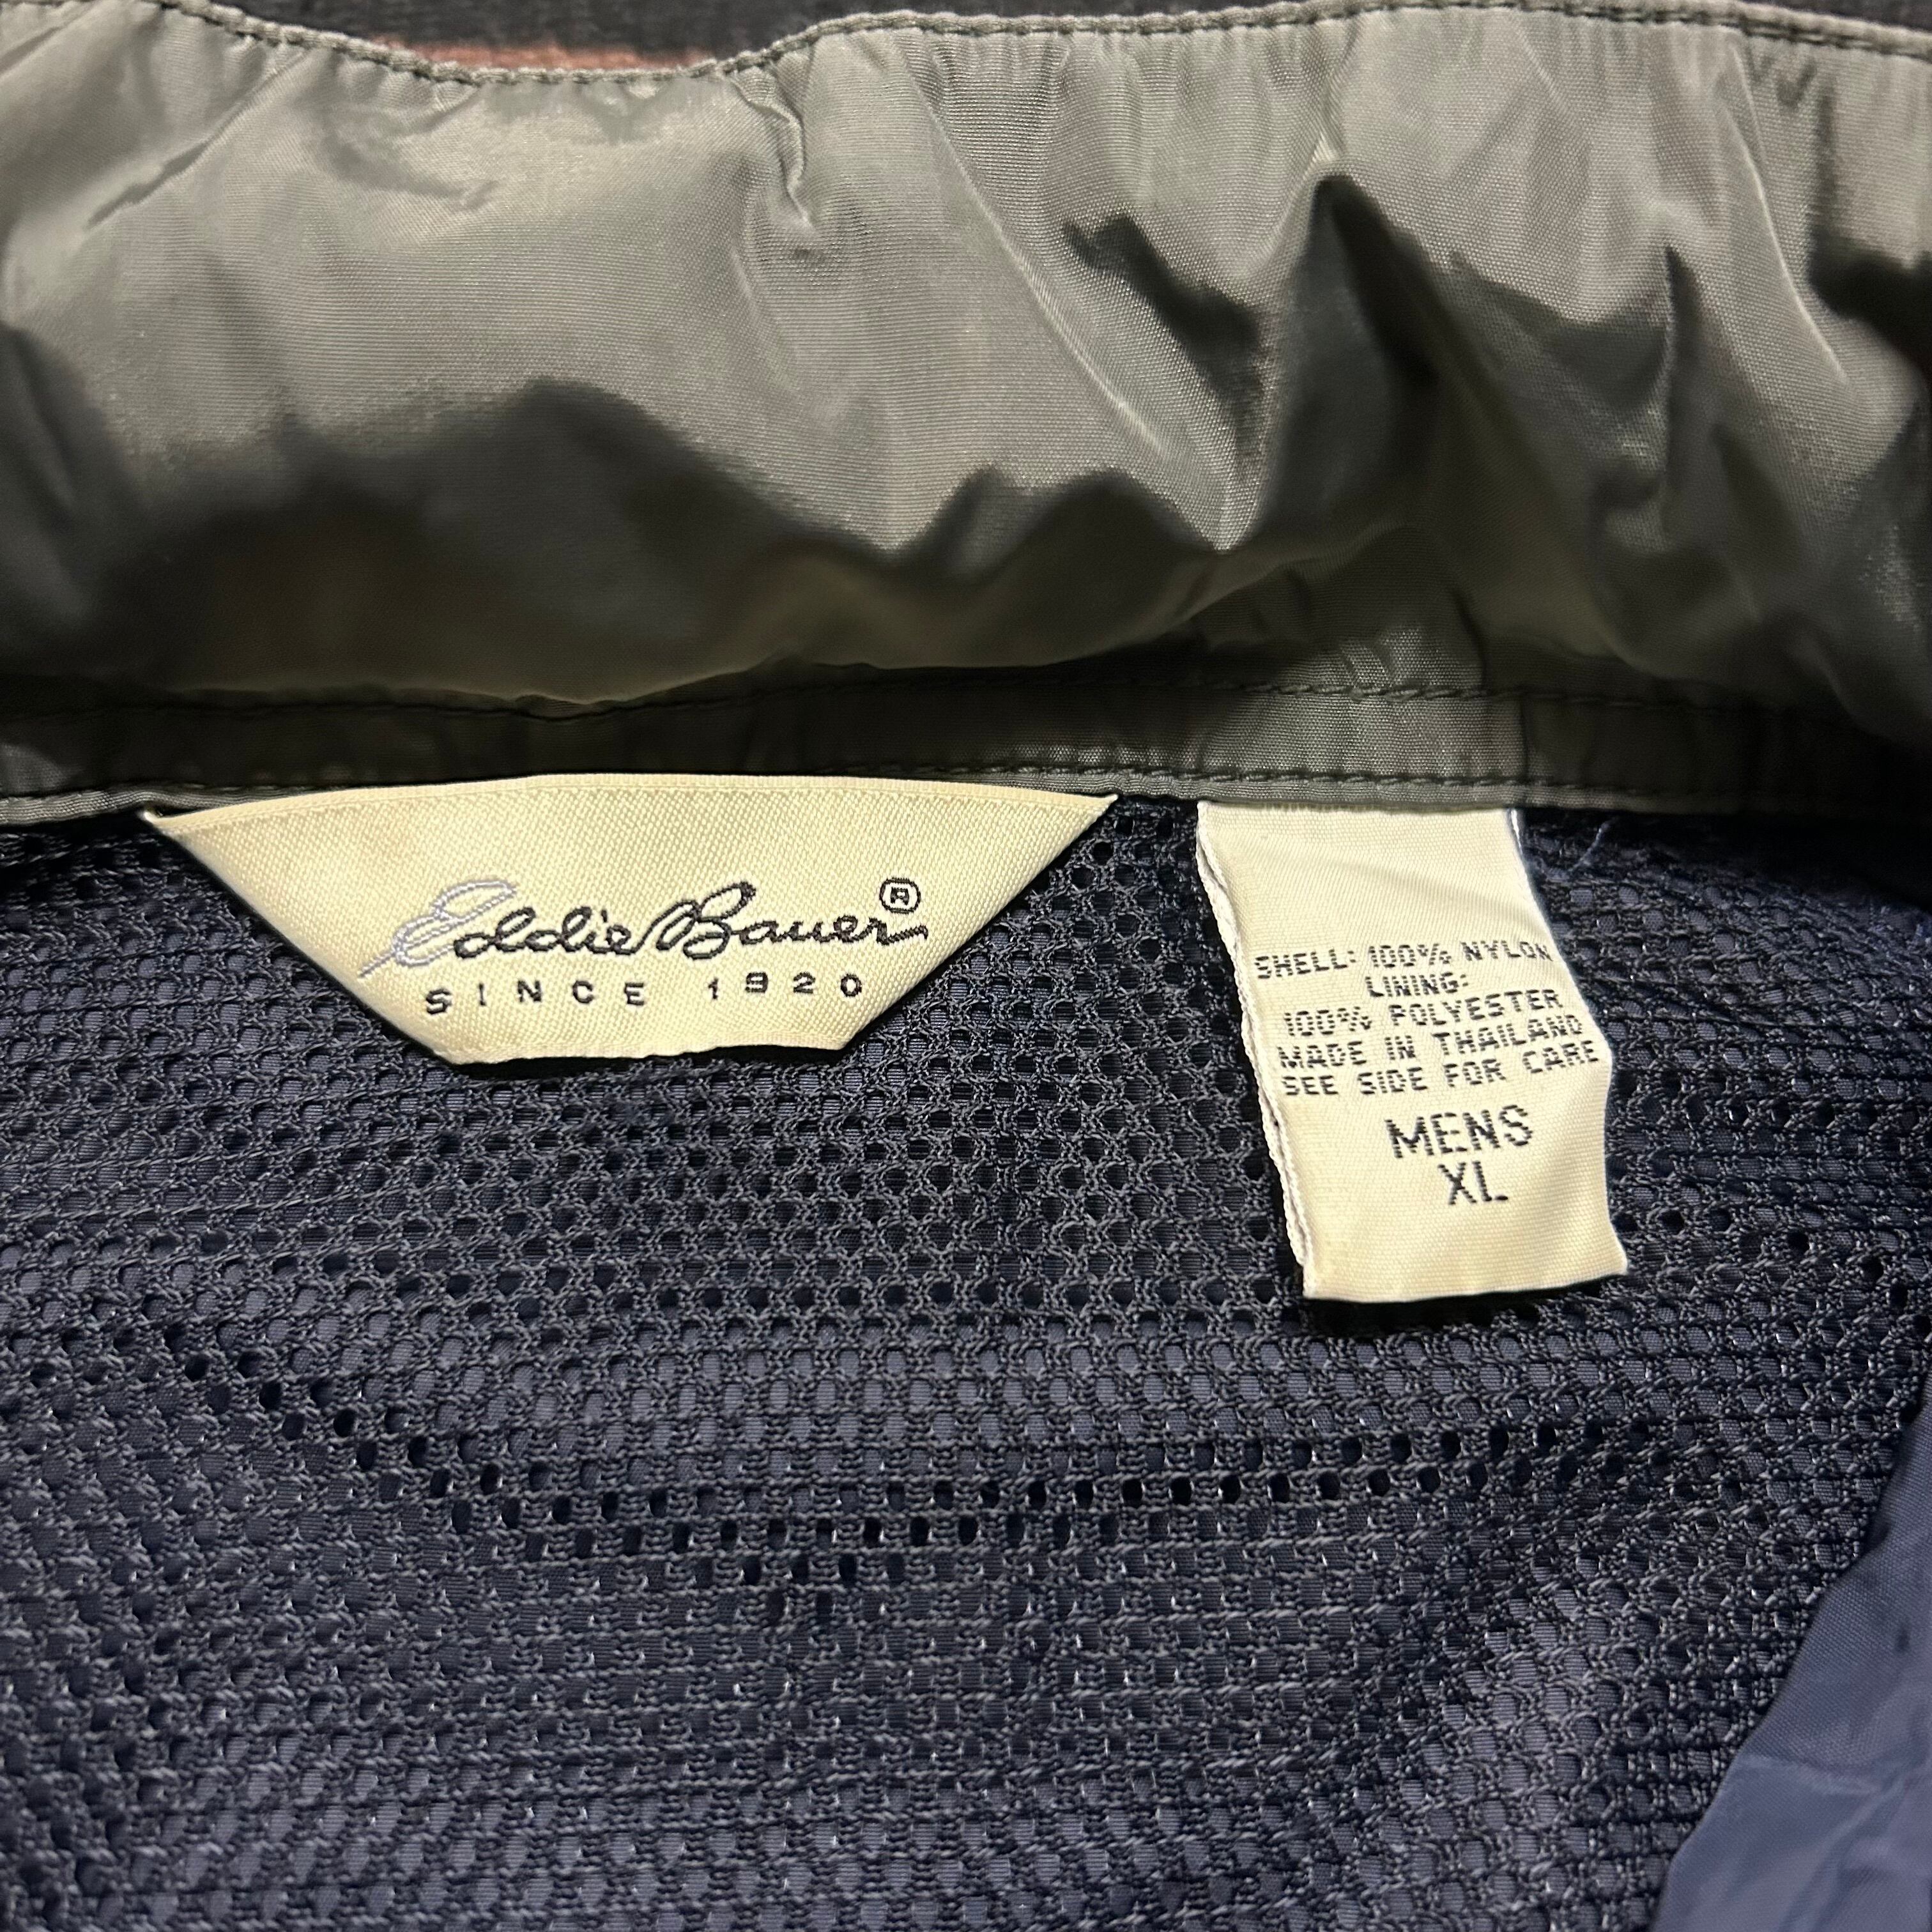 Eddie Bauer®
SINCE 1920
SHELL: 100% NYLON
LINING:
100% POLYESTER
MADE IN THAILAND
SEE SIDE FOR CARE
MENS
XL